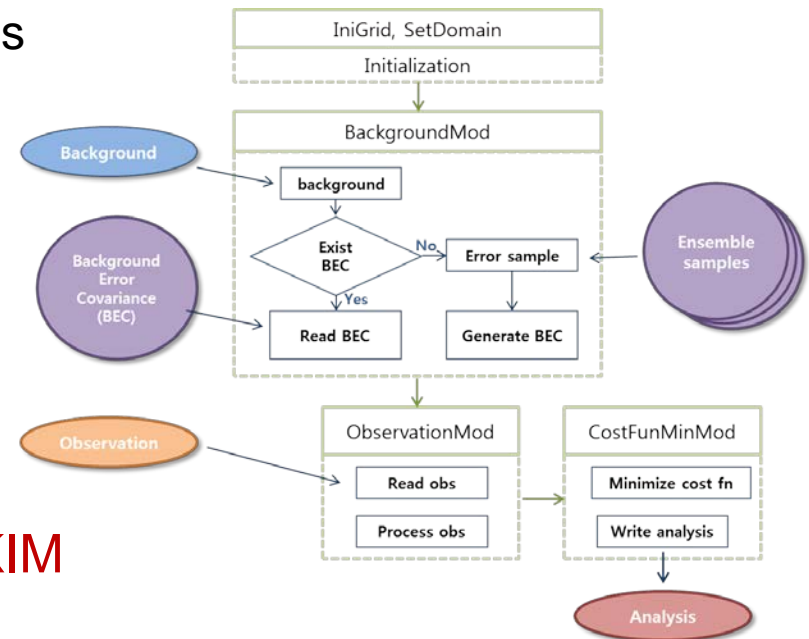 s
IniGrid, SetDomain
Initialization
BackgroundMod
Background
background
Exist
BEC
No
Yes
Error sample
Ensemble
samples
Background
Error
Covariance
(BEC)
Read BEC
Generate BEC
ObservationMod
CostFunMinMod
Observation
Read obs
Process obs
Minimize cost fn
Write analysis
KIM
Analysis